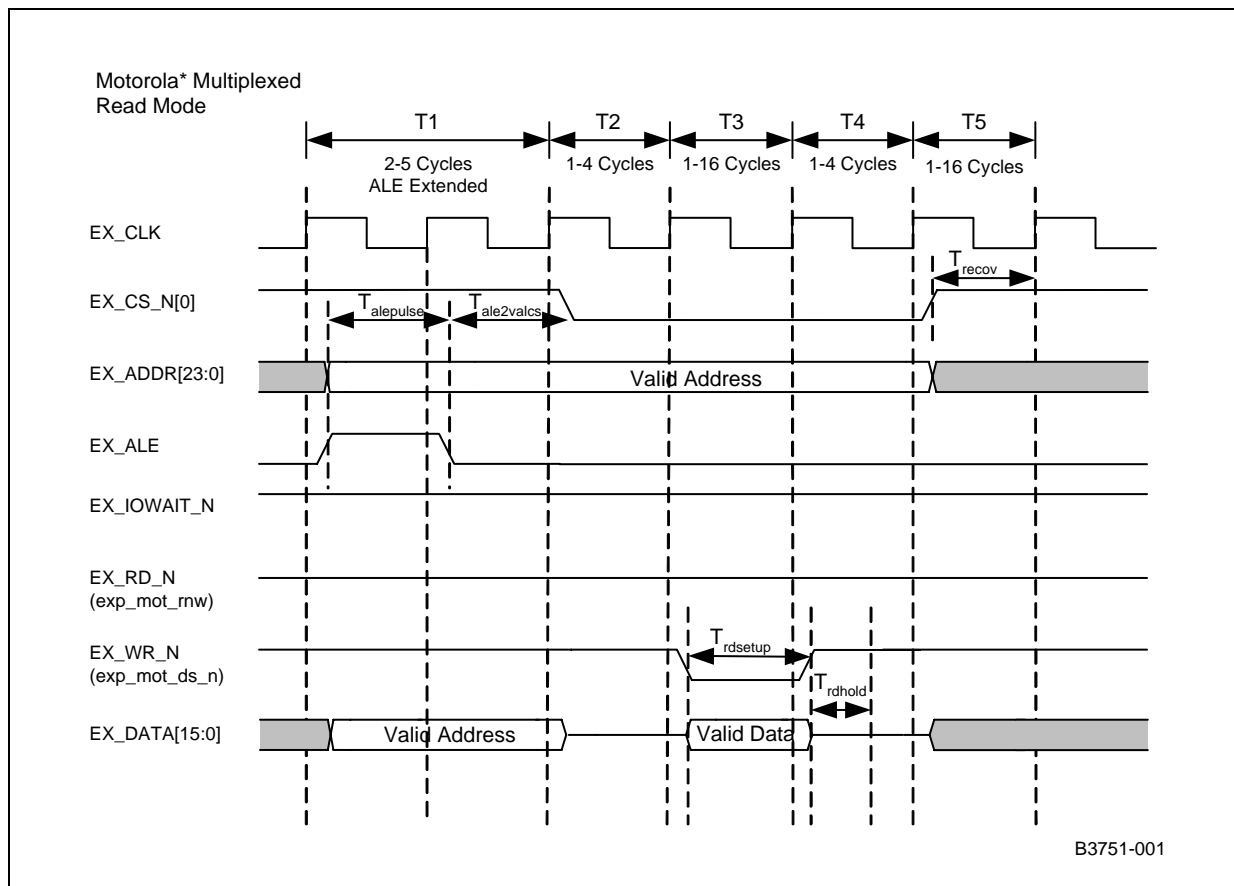 Motorola* Multiplexed
Read Mode
T1 T2 T3 T4 T5
2-5 Cycles 1-4 Cycles 1-16 Cycles 1-4 Cycles 1-16 Cycles
ALE Extended
EX_CLK
Trecov
EX_CS_N[0]
Talepulse Tale2valcs
EX_ADDR[23:0] Valid Address
EX_ALE
EX_IOWAIT_N
EX_RD_N
(exp_mot_rnw)
EX_WR_N
Trdsetup
(exp_mot_ds_n)
Trdhold
EX_DATA[15:0] Valid Address Valid Data
B3751-001